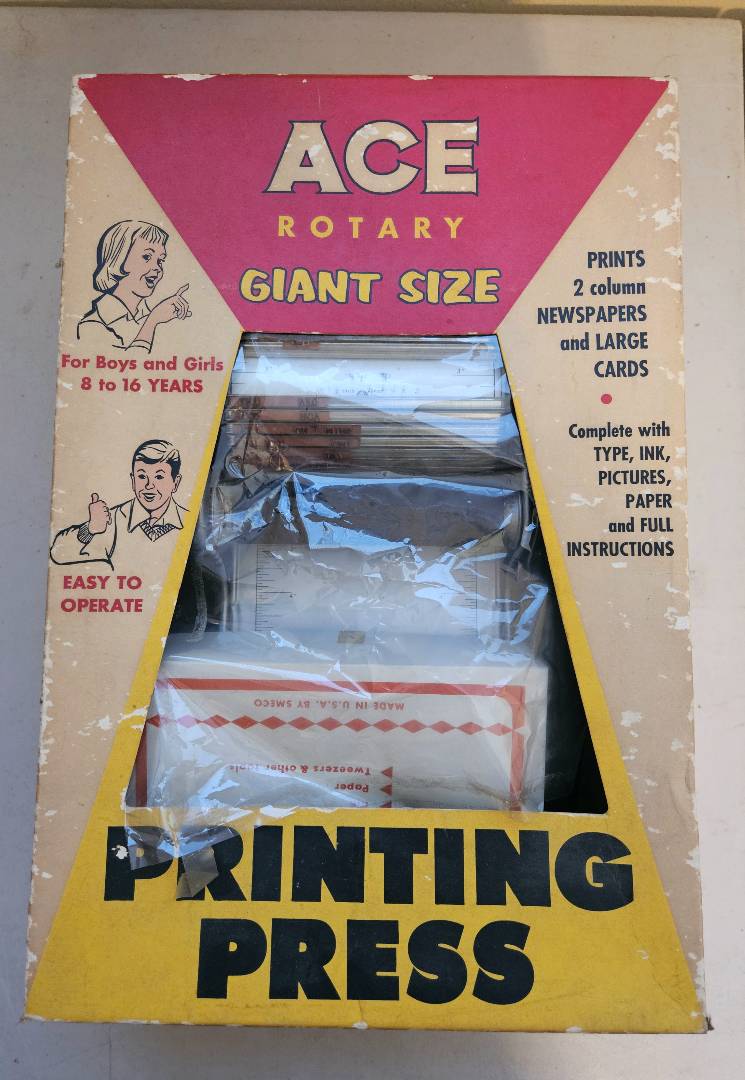 ACE
ROTARY
GIANT SIZE
For Boys and Girls
8 to 16 YEARS
EASY TO
OPERATE
PRINTS
2 column
NEWSPAPERS
and LARGE
CARDS
Complete with
TYPE, INK,
PICTURES,
PAPER
and FULL
INSTRUCTIONS
MADE IN U.S.A. BY SMECO
Tweezers & other tools
Paper
PRINTING
PRESS